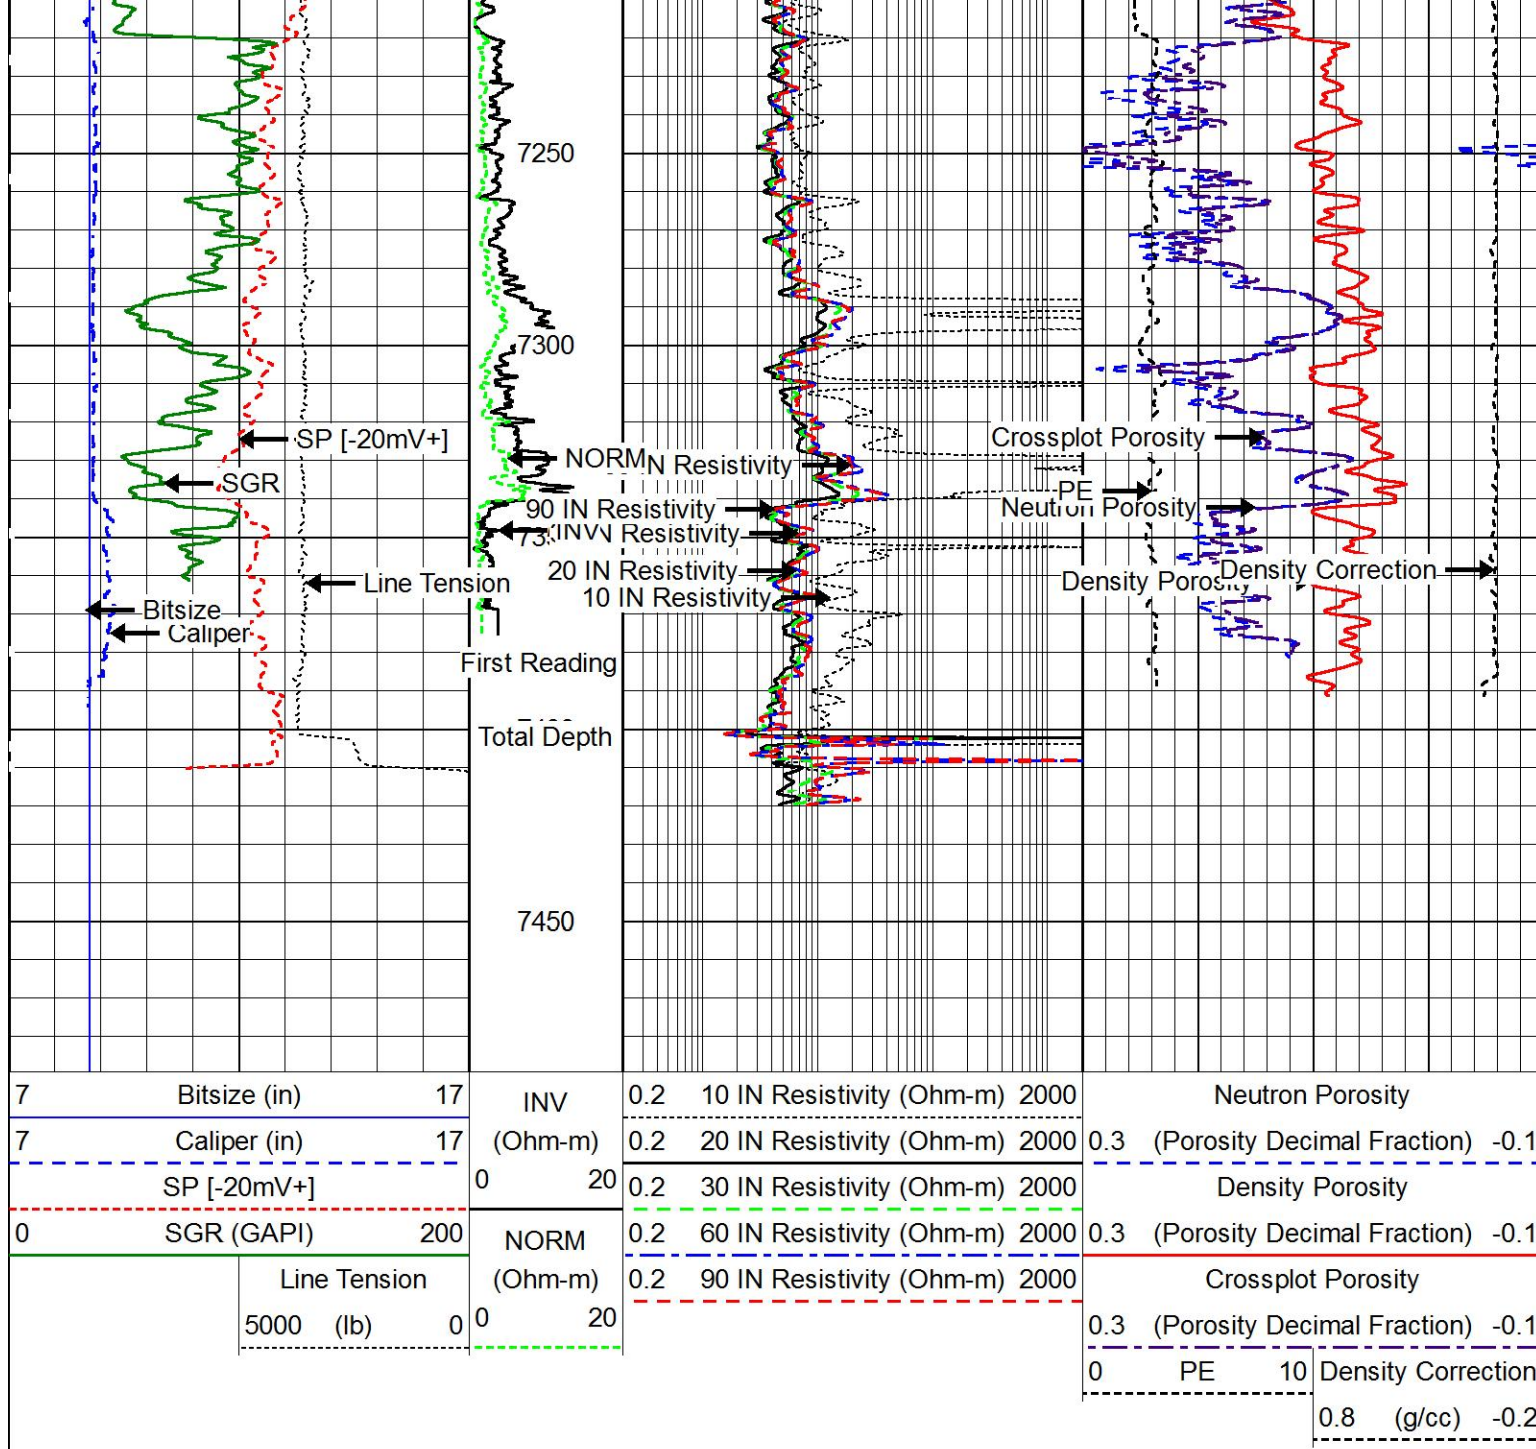 7250
7300
SP [-20mV+]
Crossplot Porosity
NORM
N Resistivity
SGR
PE
90 IN Resistivity
Neutron Porosity
INV
N Resistivity
20 IN Resistivity
Density Correction
Line Tension
Density Porosity
10 IN Resistivity
Bitsize
Caliper
First Reading
Total Depth
7450
7 Bitsize (in) 17
7 Caliper (in) 17
SP [-20mV+]
0 SGR (GAPI) 200
Line Tension
5000 (lb) 0
INV
(Ohm-m)
0 20
NORM
(Ohm-m)
0 20
0.2 10 IN Resistivity (Ohm-m) 2000
0.2 20 IN Resistivity (Ohm-m) 2000
0.2 30 IN Resistivity (Ohm-m) 2000
0.2 60 IN Resistivity (Ohm-m) 2000
0.2 90 IN Resistivity (Ohm-m) 2000
Neutron Porosity
0.3 (Porosity Decimal Fraction) -0.1
Density Porosity
0.3 (Porosity Decimal Fraction) -0.1
Crossplot Porosity
0.3 (Porosity Decimal Fraction) -0.1
0 PE 10
Density Correction
0.8 (g/cc) -0.2